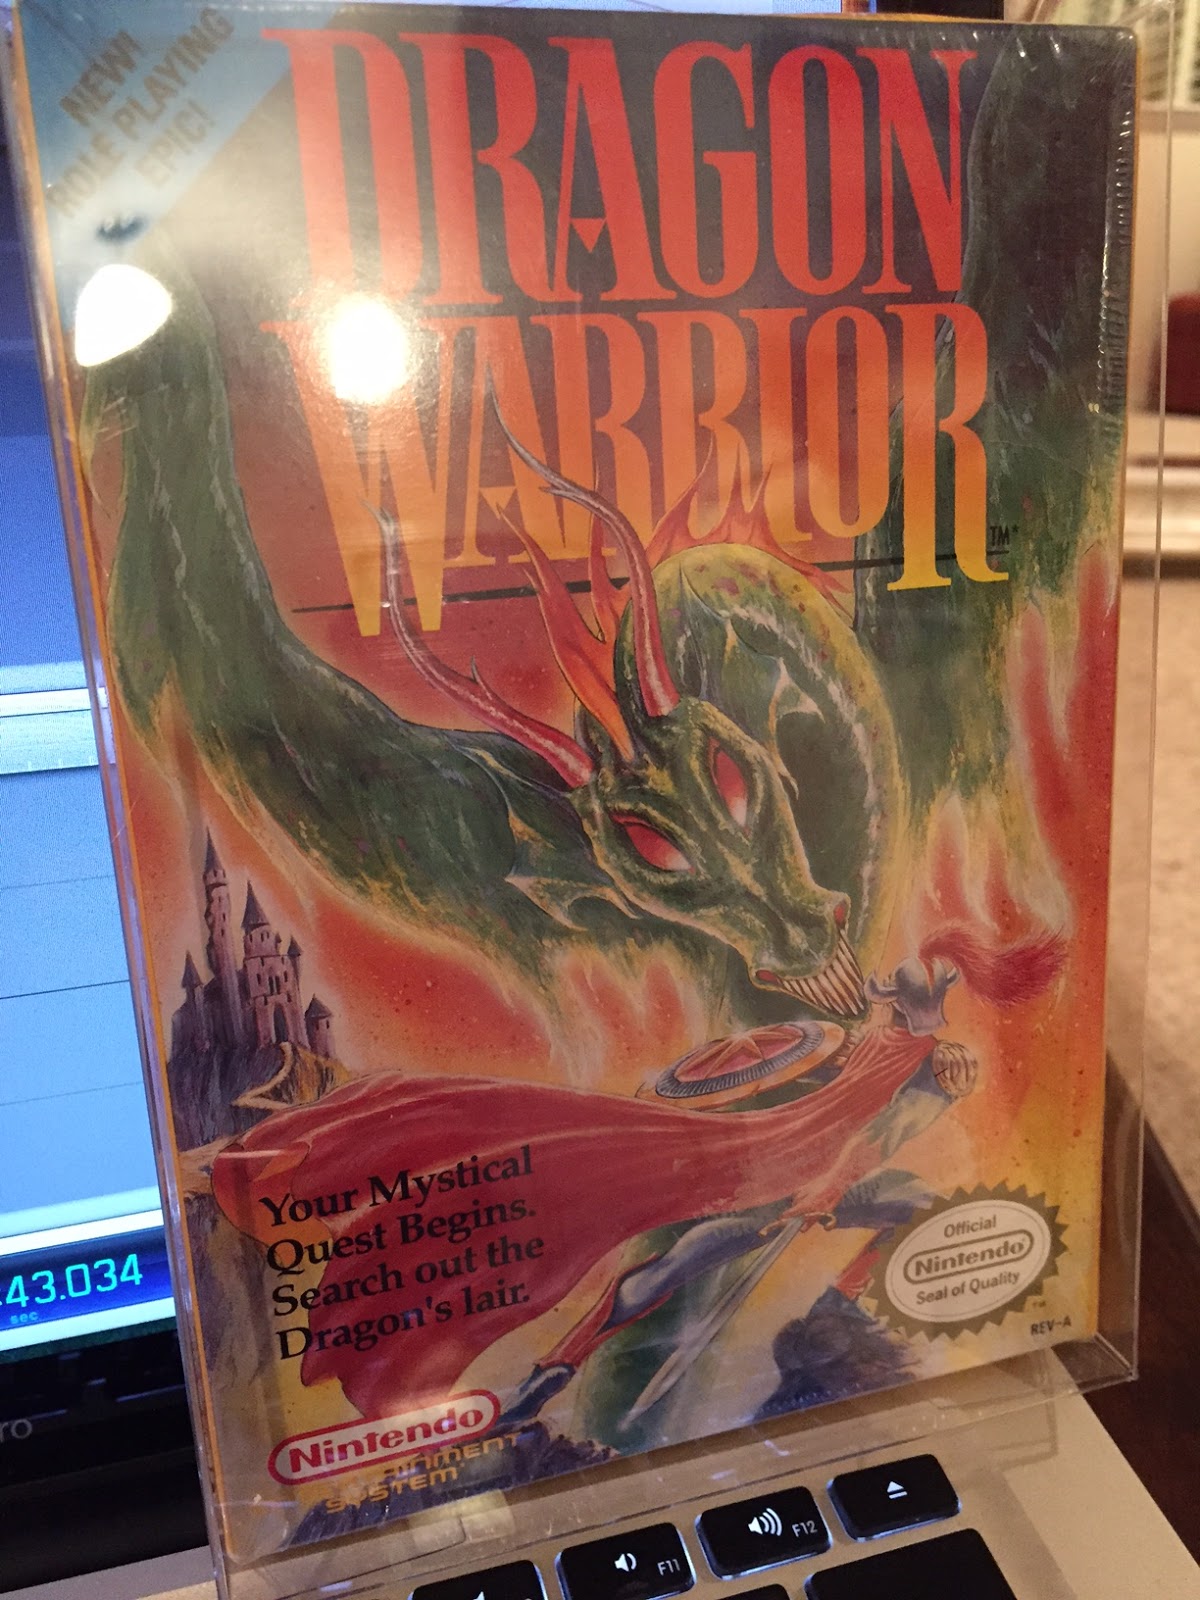 NEW!
ROLE PLAYING
EPIC!
DRAGON
WARRIOR
TM*
Your Mystical
Quest Begins.
Search out the
Dragon's lair.
Official
Nintendo®
Seal of Quality
TM
REV-A
Nintendo
SYSTEM
43.034
sec
F11
F12